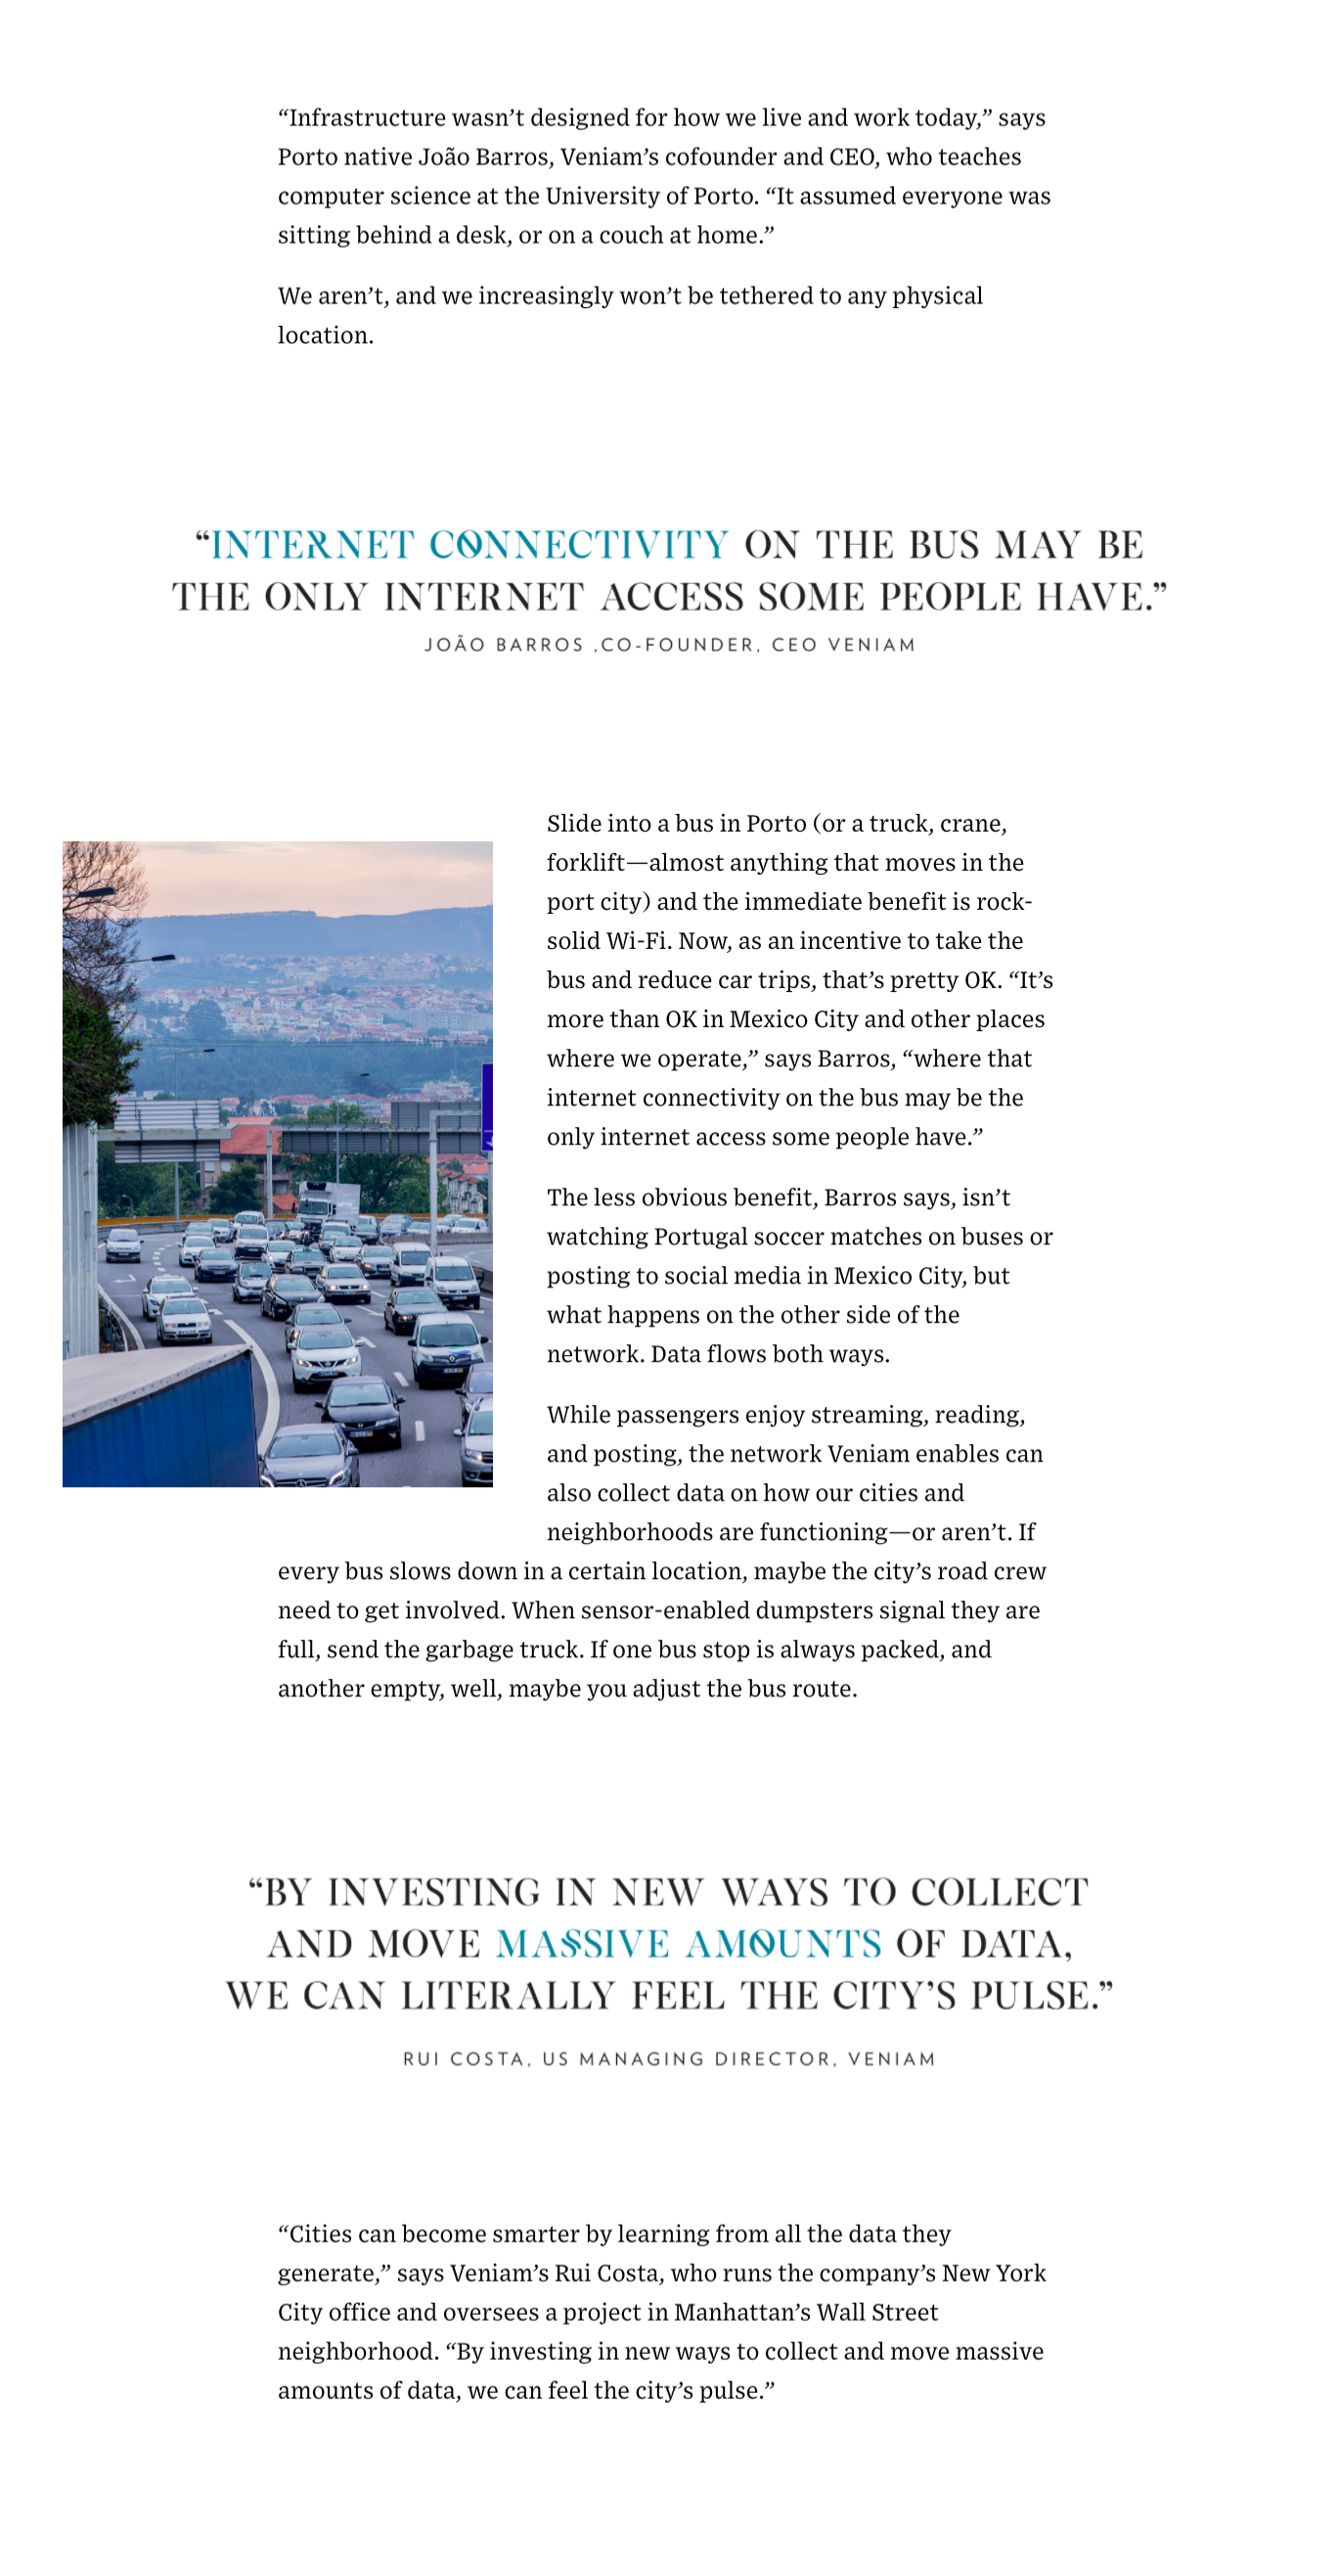 “Infrastructure wasn’t designed for how we live and work today,” says
Porto native João Barros, Veniam’s cofounder and CEO, who teaches
computer science at the University of Porto. “It assumed everyone was
sitting behind a desk, or on a couch at home.”
We aren’t, and we increasingly won’t be tethered to any physical
location.
“INTERNET CONNECTIVITY ON THE BUS MAY BE
THE ONLY INTERNET ACCESS SOME PEOPLE HAVE.”
JOÃO BARROS ,CO-FOUNDER, CEO VENIAM
Slide into a bus in Porto (or a truck, crane,
forklift—almost anything that moves in the
port city) and the immediate benefit is rock-
solid Wi-Fi. Now, as an incentive to take the
bus and reduce car trips, that’s pretty OK. “It’s
more than OK in Mexico City and other places
where we operate,” says Barros, “where that
internet connectivity on the bus may be the
only internet access some people have.”
The less obvious benefit, Barros says, isn’t
watching Portugal soccer matches on buses or
posting to social media in Mexico City, but
what happens on the other side of the
network. Data flows both ways.
While passengers enjoy streaming, reading,
and posting, the network Veniam enables can
also collect data on how our cities and
neighborhoods are functioning—or aren’t. If
every bus slows down in a certain location, maybe the city’s road crew
need to get involved. When sensor-enabled dumpsters signal they are
full, send the garbage truck. If one bus stop is always packed, and
another empty, well, maybe you adjust the bus route.
“BY INVESTING IN NEW WAYS TO COLLECT
AND MOVE MASSIVE AMOUNTS OF DATA,
WE CAN LITERALLY FEEL THE CITY’S PULSE.”
RUI COSTA, US MANAGING DIRECTOR, VENIAM
“Cities can become smarter by learning from all the data they
generate,” says Veniam’s Rui Costa, who runs the company’s New York
City office and oversees a project in Manhattan’s Wall Street
neighborhood. “By investing in new ways to collect and move massive
amounts of data, we can feel the city’s pulse.”